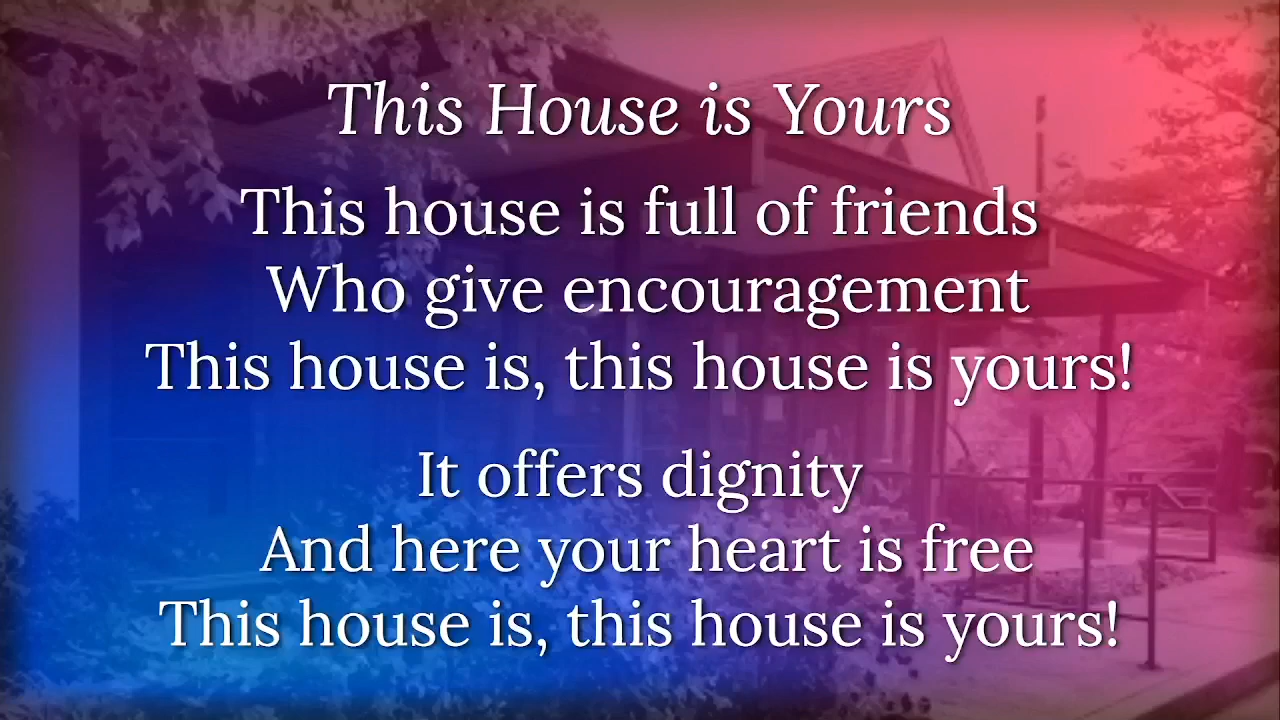 This House is Yours
This house is full of friends
Who give encouragement
This house is, this house is yours!
It offers dignity
And here your heart is free
This house is, this house is yours!